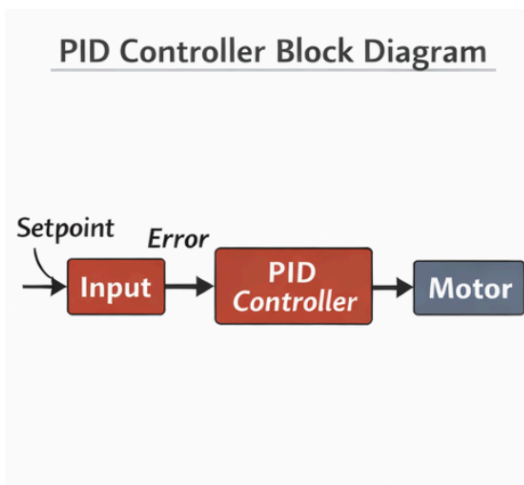 PID Controller Block Diagram
Setpoint
Error
Input
PID
Controller
Motor